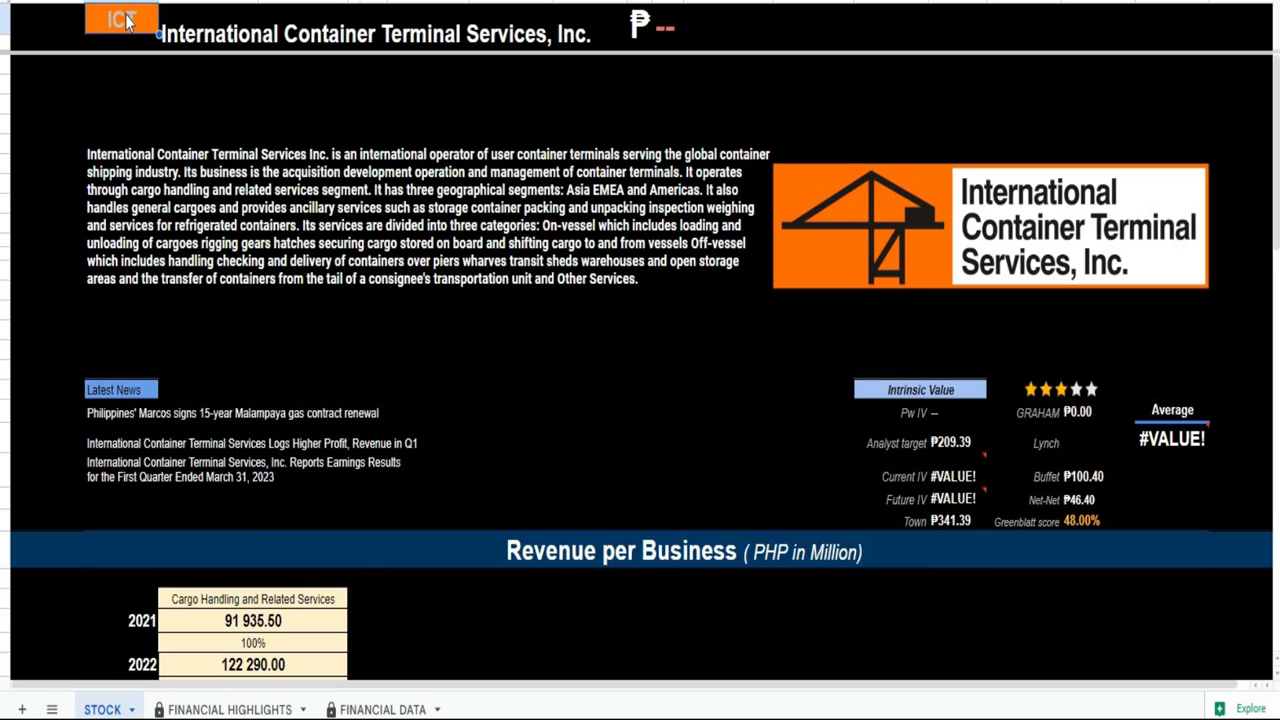 ICT
International Container Terminal Services, Inc.
₱ --
International Container Terminal Services Inc. is an international operator of user container terminals serving the global container
shipping industry. Its business is the acquisition development operation and management of container terminals. It operates
through cargo handling and related services segment. It has three geographical segments: Asia EMEA and Americas. It also
handles general cargoes and provides ancillary services such as storage container packing and unpacking inspection weighing
and services for refrigerated containers. Its services are divided into three categories: On-vessel which includes loading and
unloading of cargoes rigging gears hatches securing cargo stored on board and shifting cargo to and from vessels Off-vessel
which includes handling checking and delivery of containers over piers wharves transit sheds warehouses and open storage
areas and the transfer of containers from the tail of a consignee's transportation unit and Other Services.
International
Container Terminal
Services, Inc.
Latest News
Philippines' Marcos signs 15-year Malampaya gas contract renewal
International Container Terminal Services Logs Higher Profit, Revenue in Q1
International Container Terminal Services, Inc. Reports Earnings Results
for the First Quarter Ended March 31, 2023
Intrinsic Value
Pw IV --
GRAHAM ₱0.00
Average
Analyst target ₱209.39
Lynch
#VALUE!
Current IV #VALUE!
Buffet ₱100.40
Future IV #VALUE!
Net-Net ₱46.40
Town ₱341.39
Greenblatt score 48.00%
Revenue per Business ( PHP in Million)
Cargo Handling and Related Services
2021 91 935.50
100%
2022 122 290.00
STOCK
FINANCIAL HIGHLIGHTS
FINANCIAL DATA
Explore